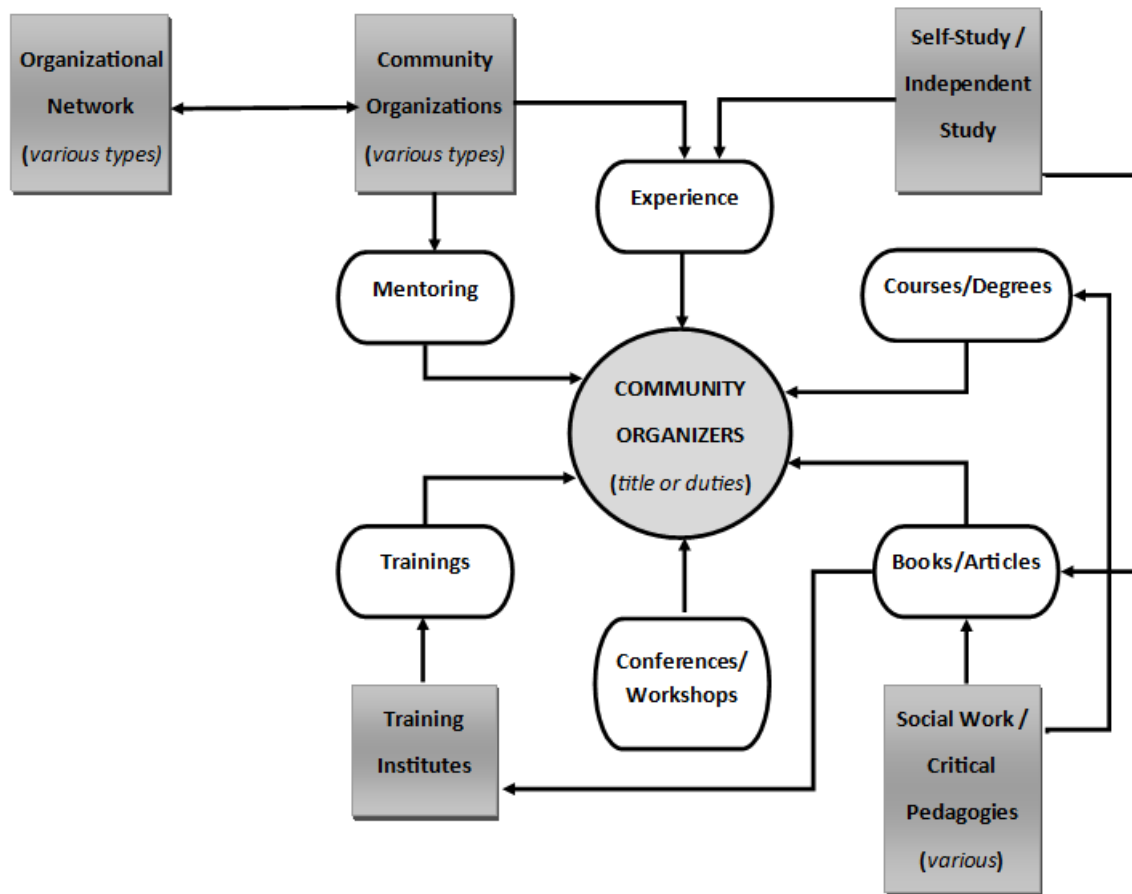 Organizational
Network
(various types)
Community
Organizations
(various types)
Self-Study /
Independent
Study
Experience
Mentoring
Courses/Degrees
COMMUNITY
ORGANIZERS
(title or duties)
Trainings
Books/Articles
Conferences/
Workshops
Training
Institutes
Social Work /
Critical
Pedagogies
(various)